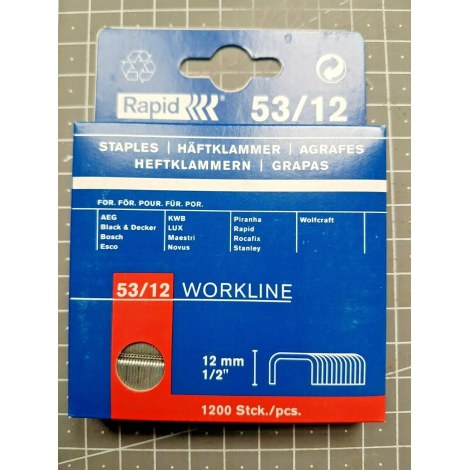 Rapid 53/12
STAPLES | HÄFTKLAMMER | AGRAFES
HEFTKLAMMERN | GRAPAS
FOR. FÖR. POUR. FÜR. POR.
AEG KWB Piranha Wolfcraft
Black & Decker LUX Rapid
Bosch Maestri Rocafix
Esco Novus Stanley
53/12 WORKLINE
12 mm
1/2"
1200 Stck./pcs.